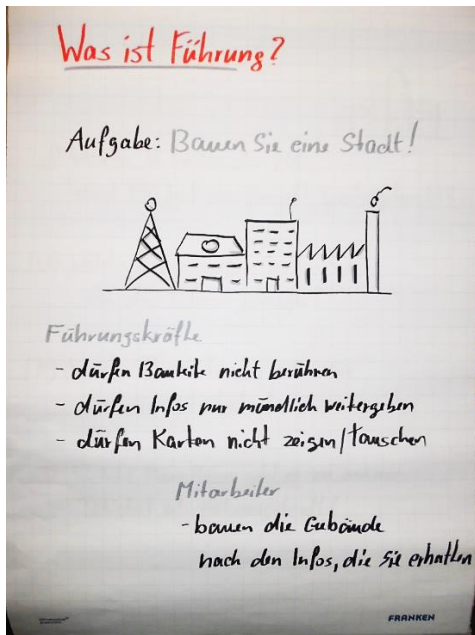 Was ist Führung?
Aufgabe: Bauen Sie eine Stadt!
Führungskräfte
- dürfen Bauteile nicht berühren
- dürfen Infos nur mündlich weitergeben
- dürfen Karten nicht zeigen/tauschen
Mitarbeiter
- bauen die Gebäude
nach den Infos, die sie erhalten
FRANKEN